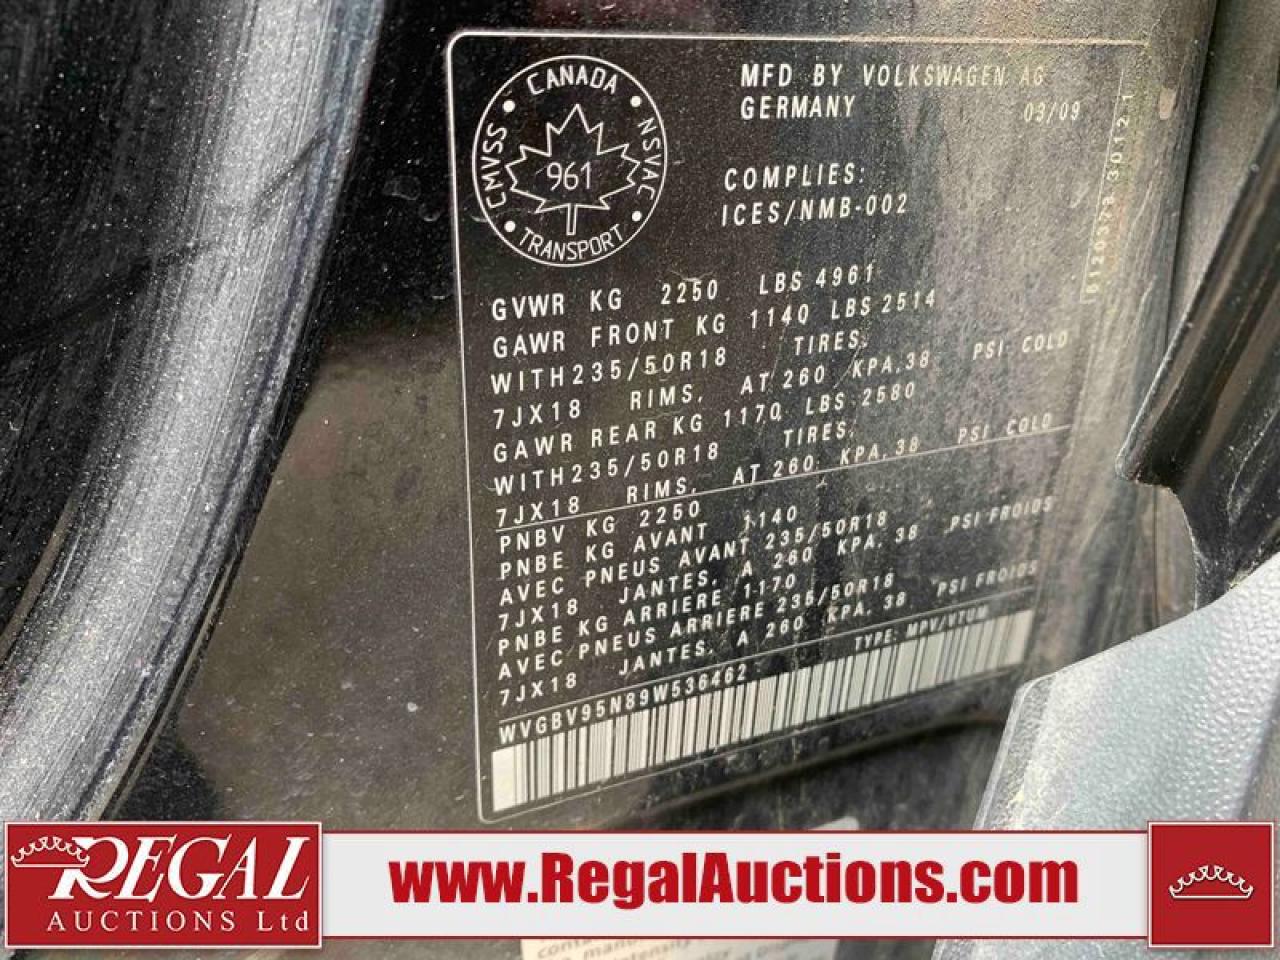 CANADA
CMVSS
NSVAC
961
TRANSPORT
MFD BY VOLKSWAGEN AG
GERMANY 03/09
COMPLIES:
ICES/NMB-002
GVWR KG 2250 LBS 4961
GAWR FRONT KG 1140 LBS 2514
WITH 235/50R18 TIRES,
7JX18 RIMS, AT 260 KPA, 38 PSI COLD
GAWR REAR KG 1170 LBS 2580
WITH 235/50R18 TIRES,
7JX18 RIMS, AT 260 KPA, 38 PSI COLD
PNBV KG 2250
PNBE KG AVANT 1140
AVEC PNEUS AVANT 235/50R18
7JX18 JANTES, A 260 KPA, 38 PSI FROIDS
PNBE KG ARRIERE 1170
AVEC PNEUS ARRIERE 235/50R18
7JX18 JANTES, A 260 KPA, 38 PSI FROIDS
WVGBV95N89W536462 TYPE: MPV/VTUM
REGAL
AUCTIONS Ltd
www.RegalAuctions.com